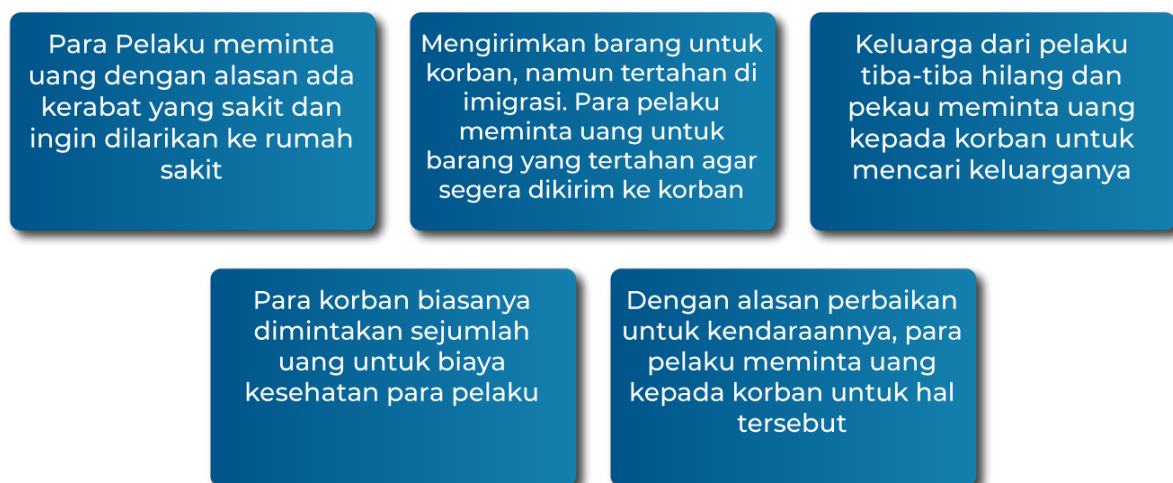 Para Pelaku meminta
uang dengan alasan ada
kerabat yang sakit dan
ingin dilarikan ke rumah
sakit
Mengirimkan barang untuk
korban, namun tertahan di
imigrasi. Para pelaku
meminta uang untuk
barang yang tertahan agar
segera dikirim ke korban
Keluarga dari pelaku
tiba-tiba hilang dan
pekau meminta uang
kepada korban untuk
mencari keluarganya
Para korban biasanya
dimintakan sejumlah
uang untuk biaya
kesehatan para pelaku
Dengan alasan perbaikan
untuk kendaraannya, para
pelaku meminta uang
kepada korban untuk hal
tersebut